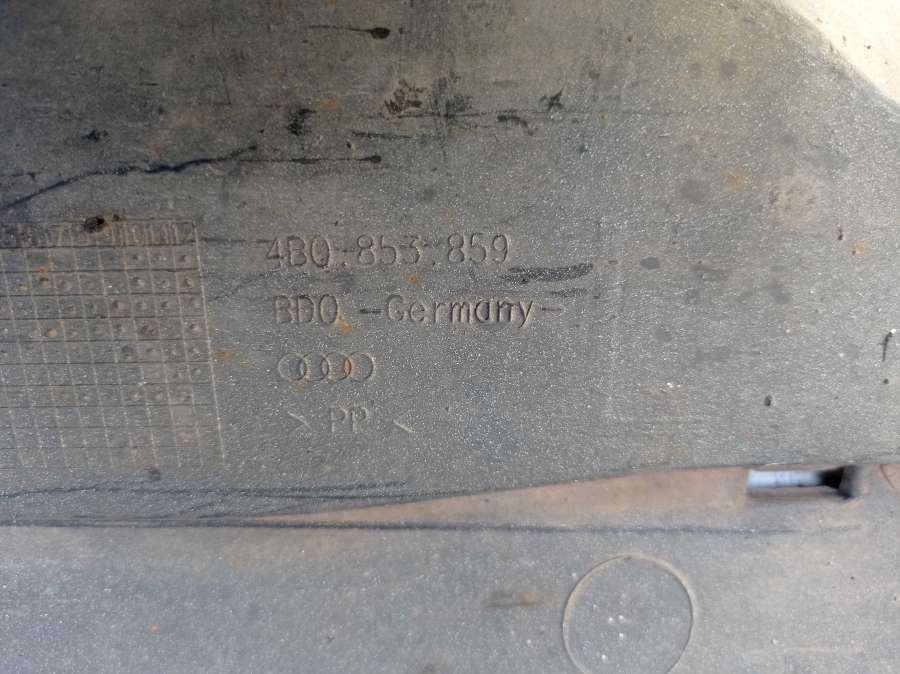 4B0.853.859
BDO -Germany-
> PP <